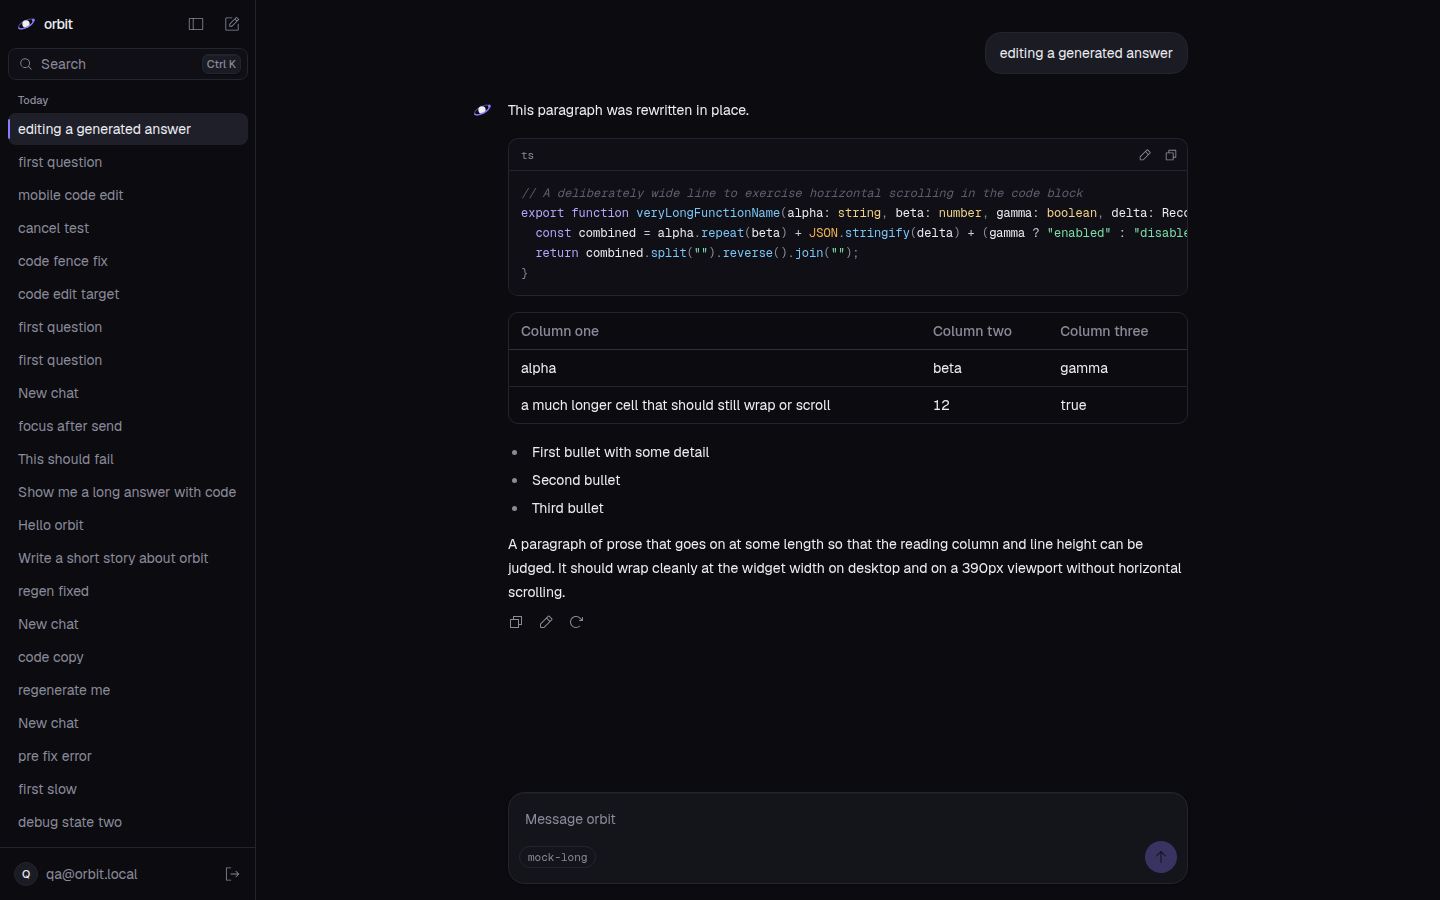 orbit
Search
Ctrl K
Today
editing a generated answer
first question
mobile code edit
cancel test
code fence fix
code edit target
first question
first question
New chat
focus after send
This should fail
Show me a long answer with code
Hello orbit
Write a short story about orbit
regen fixed
New chat
code copy
regenerate me
New chat
pre fix error
first slow
debug state two
Q
qa@orbit.local
editing a generated answer
This paragraph was rewritten in place.
ts
// A deliberately wide line to exercise horizontal scrolling in the code block
export function veryLongFunctionName(alpha: string, beta: number, gamma: boolean, delta: Rec
const combined = alpha.repeat(beta) + JSON.stringify(delta) + (gamma ? "enabled" : "disable
return combined.split("").reverse().join("");
}
Column one Column two Column three
alpha beta gamma
a much longer cell that should still wrap or scroll 12 true
First bullet with some detail
Second bullet
Third bullet
A paragraph of prose that goes on at some length so that the reading column and line height can be
judged. It should wrap cleanly at the widget width on desktop and on a 390px viewport without horizontal
scrolling.
Message orbit
mock-long